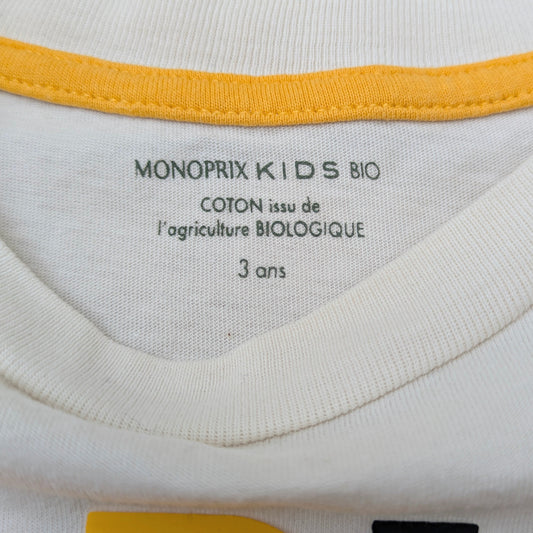 MONOPRIX KIDS BIO
COTON issu de
l'agriculture BIOLOGIQUE
3 ans